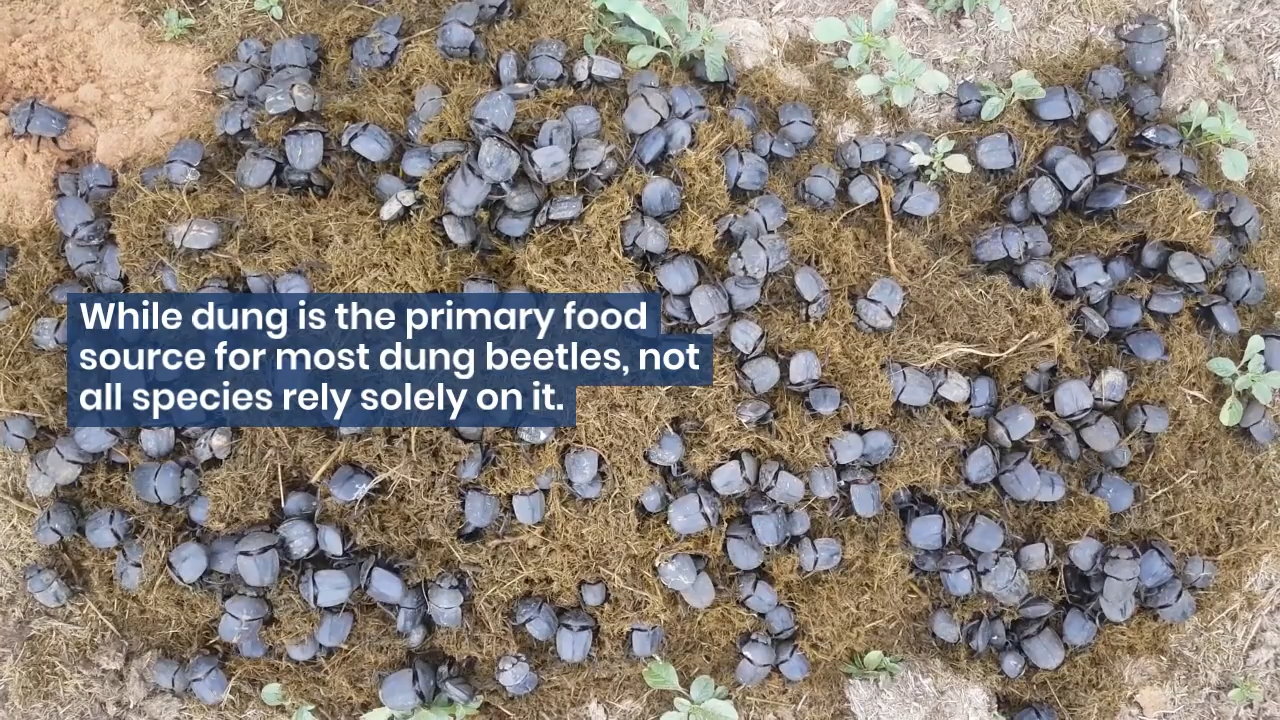 While dung is the primary food
source for most dung beetles, not
all species rely solely on it.